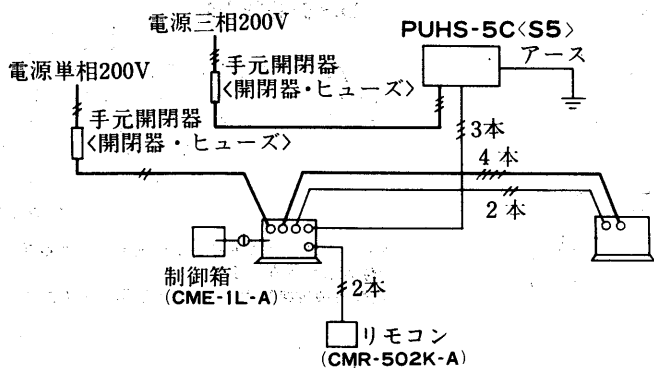 電源三相200V
PUHS-5C〈S5〉
アース
電源単相200V
手元開閉器
〈開閉器・ヒューズ〉
手元開閉器
〈開閉器・ヒューズ〉
3本
4本
2本
制御箱
(CME-1L-A)
2本
リモコン
(CMR-502K-A)